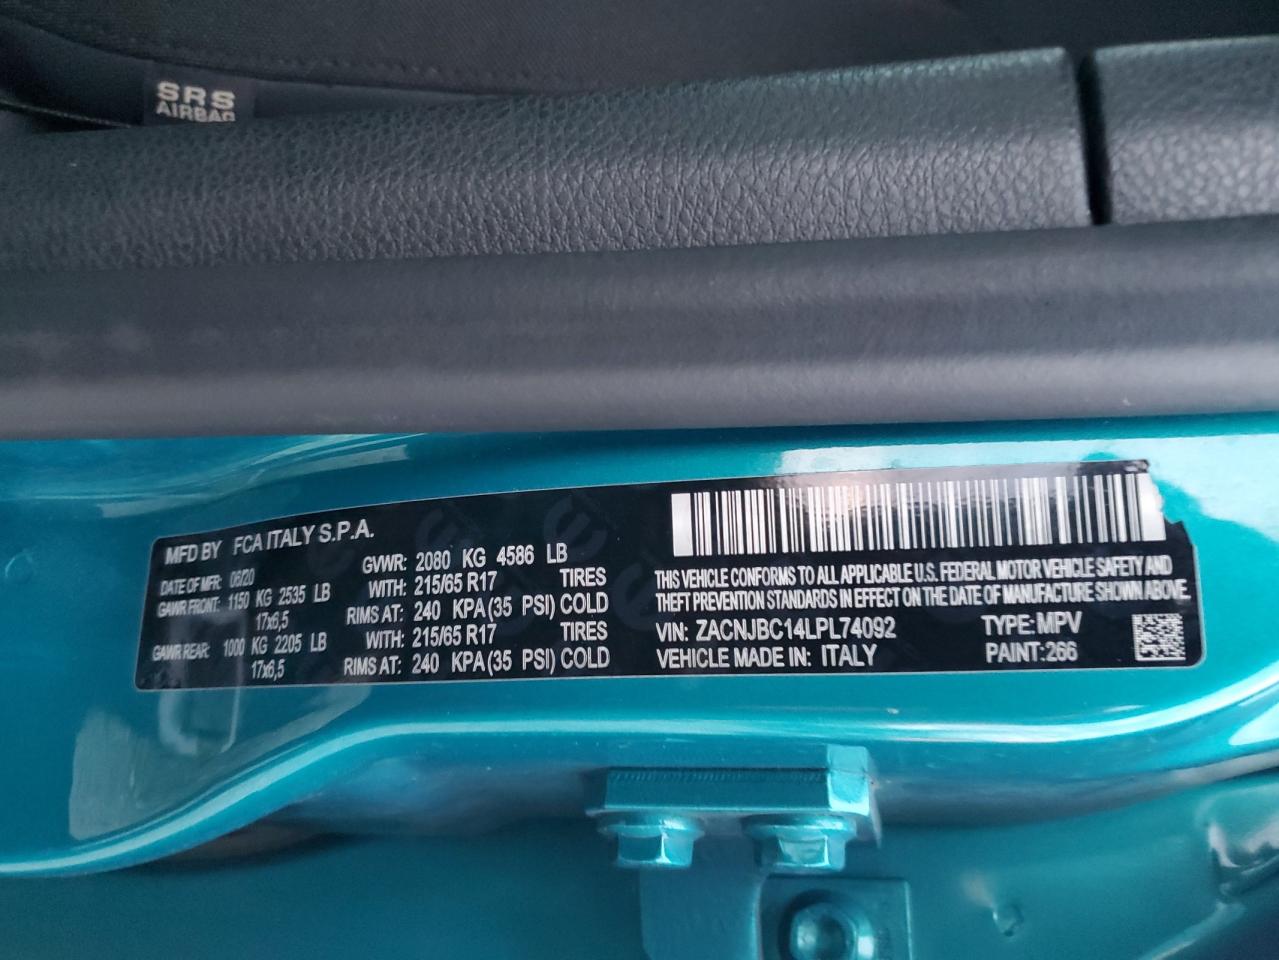 SRS
AIRBAG
MFD BY FCA ITALY S.P.A.
DATE OF MFR: 06/20 GVWR: 2080 KG 4586 LB
GAWR FRONT: 1150 KG 2535 LB WITH: 215/65 R17 TIRES
17x6,5 RIMS AT: 240 KPA(35 PSI) COLD
GAWR REAR: 1000 KG 2205 LB WITH: 215/65 R17 TIRES
17x6,5 RIMS AT: 240 KPA(35 PSI) COLD
THIS VEHICLE CONFORMS TO ALL APPLICABLE U.S. FEDERAL MOTOR VEHICLE SAFETY AND
THEFT PREVENTION STANDARDS IN EFFECT ON THE DATE OF MANUFACTURE SHOWN ABOVE.
VIN: ZACNJBC14LPL74092 TYPE: MPV
VEHICLE MADE IN: ITALY PAINT: 266